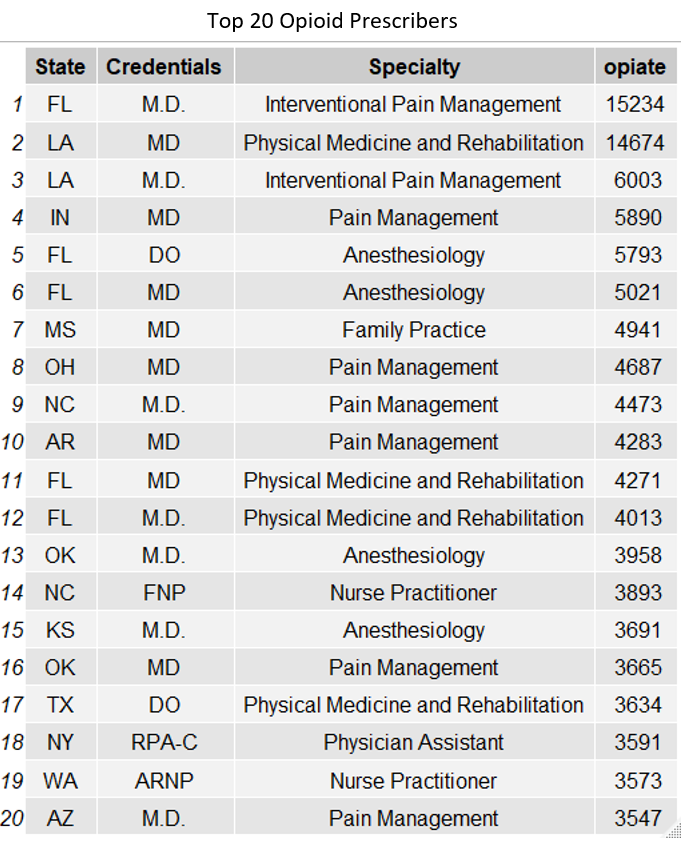 Top 20 Opioid Prescribers
State Credentials Specialty opiate
1 FL M.D. Interventional Pain Management 15234
2 LA MD Physical Medicine and Rehabilitation 14674
3 LA M.D. Interventional Pain Management 6003
4 IN MD Pain Management 5890
5 FL DO Anesthesiology 5793
6 FL MD Anesthesiology 5021
7 MS MD Family Practice 4941
8 OH MD Pain Management 4687
9 NC M.D. Pain Management 4473
10 AR MD Pain Management 4283
11 FL MD Physical Medicine and Rehabilitation 4271
12 FL M.D. Physical Medicine and Rehabilitation 4013
13 OK M.D. Anesthesiology 3958
14 NC FNP Nurse Practitioner 3893
15 KS M.D. Anesthesiology 3691
16 OK MD Pain Management 3665
17 TX DO Physical Medicine and Rehabilitation 3634
18 NY RPA-C Physician Assistant 3591
19 WA ARNP Nurse Practitioner 3573
20 AZ M.D. Pain Management 3547